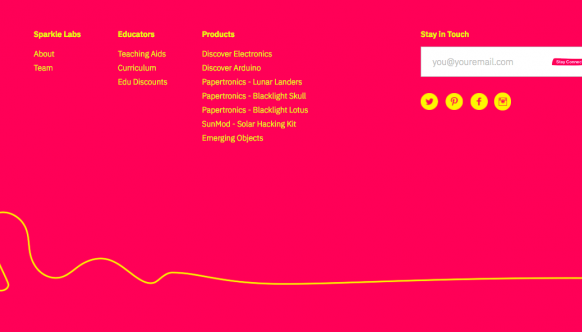 Sparkle Labs
About
Team
Educators
Teaching Aids
Curriculum
Edu Discounts
Products
Discover Electronics
Discover Arduino
Papertronics - Lunar Landers
Papertronics - Blacklight Skull
Papertronics - Blacklight Lotus
SunMod - Solar Hacking Kit
Emerging Objects
Stay in Touch
you@youremail.com
Stay